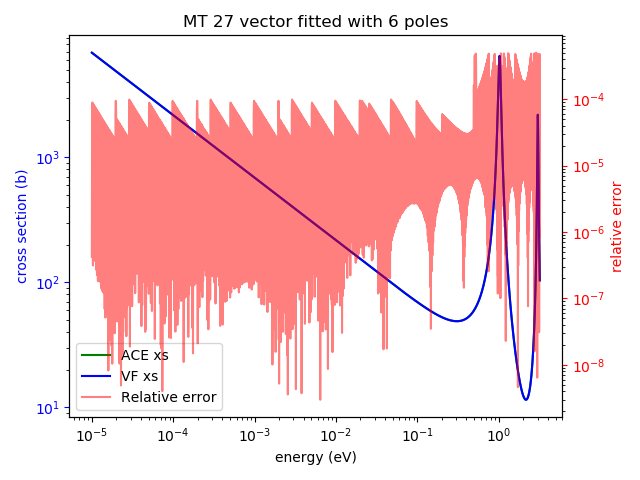 MT 27 vector fitted with 6 poles
cross section (b)
10³
10²
10¹
10⁻⁴
10⁻⁵
10⁻⁶
10⁻⁷
10⁻⁸
relative error
ACE xs
VF xs
Relative error
10⁻⁵ 10⁻⁴ 10⁻³ 10⁻² 10⁻¹ 10⁰
energy (eV)